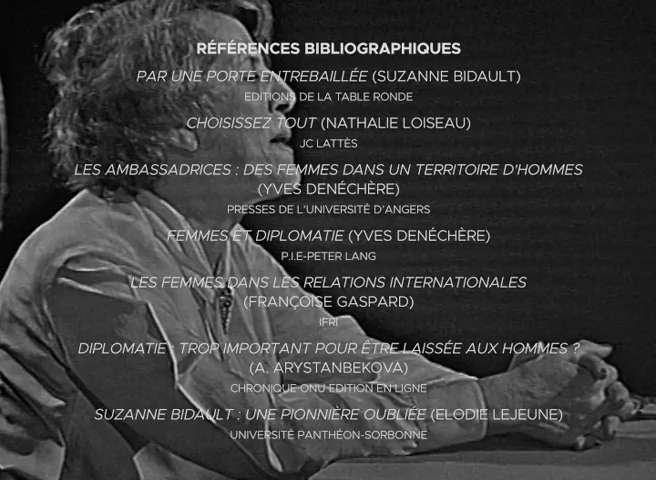 RÉFÉRENCES BIBLIOGRAPHIQUES
PAR UNE PORTE ENTREBAILLÉE (SUZANNE BIDAULT)
EDITIONS DE LA TABLE RONDE
CHOISISSEZ TOUT (NATHALIE LOISEAU)
JC LATTÈS
LES AMBASSADRICES : DES FEMMES DANS UN TERRITOIRE D'HOMMES
(YVES DENÉCHÈRE)
PRESSES DE L'UNIVERSITÉ D'ANGERS
FEMMES ET DIPLOMATIE (YVES DENÉCHÈRE)
P.I.E-PETER LANG
LES FEMMES DANS LES RELATIONS INTERNATIONALES
(FRANÇOISE GASPARD)
IFRI
DIPLOMATIE : TROP IMPORTANT POUR ÊTRE LAISSÉE AUX HOMMES ?
(A. ARYSTANBEKOVA)
CHRONIQUE ONU EDITION EN LIGNE
SUZANNE BIDAULT : UNE PIONNIÈRE OUBLIÉE (ELODIE LEJEUNE)
UNIVERSITÉ PANTHÉON-SORBONNE